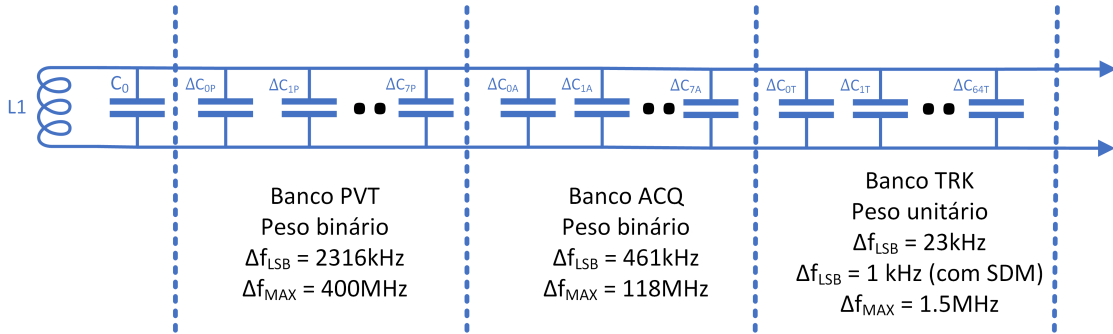 L1
C0
ΔC0P
ΔC1P
ΔC7P
ΔC0A
ΔC1A
ΔC7A
ΔC0T
ΔC1T
ΔC64T
Banco PVT
Peso binário
ΔfLSB = 2316kHz
ΔfMAX = 400MHz
Banco ACQ
Peso binário
ΔfLSB = 461kHz
ΔfMAX = 118MHz
Banco TRK
Peso unitário
ΔfLSB = 23kHz
ΔfLSB = 1 kHz (com SDM)
ΔfMAX = 1.5MHz